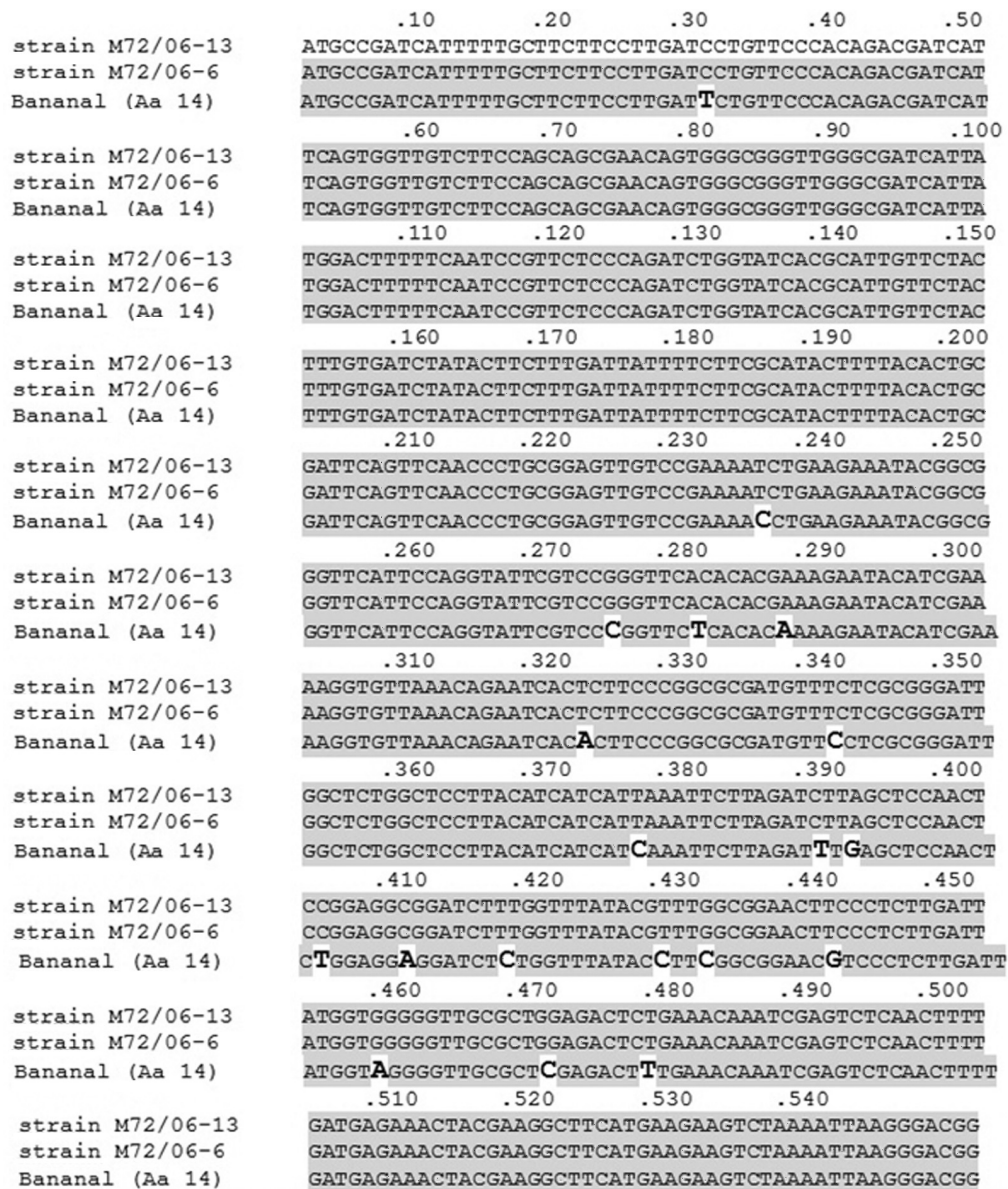 .10 .20 .30 .40 .50
strain M72/06-13 ATGCCGATCATTTTTGCTTCTTCCTTGATCCTGTTCCCACAGACGATCAT
strain M72/06-6 ATGCCGATCATTTTTGCTTCTTCCTTGATCCTGTTCCCACAGACGATCAT
Bananal (Aa 14) ATGCCGATCATTTTTGCTTCTTCCTTGATTCTGTTCCCACAGACGATCAT
.60 .70 .80 .90 .100
strain M72/06-13 TCAGTGGTTGTCTTCCAGCAGCGAACAGTGGGCGGGTTGGGCGATCATTA
strain M72/06-6 TCAGTGGTTGTCTTCCAGCAGCGAACAGTGGGCGGGTTGGGCGATCATTA
Bananal (Aa 14) TCAGTGGTTGTCTTCCAGCAGCGAACAGTGGGCGGGTTGGGCGATCATTA
.110 .120 .130 .140 .150
strain M72/06-13 TGGACTTTTTCAATCCGTTCTCCCAGATCTGGTATCACGCATTGTTCTAC
strain M72/06-6 TGGACTTTTTCAATCCGTTCTCCCAGATCTGGTATCACGCATTGTTCTAC
Bananal (Aa 14) TGGACTTTTTCAATCCGTTCTCCCAGATCTGGTATCACGCATTGTTCTAC
.160 .170 .180 .190 .200
strain M72/06-13 TTTGTGATCTATACTTCTTTGATTATTTTCTTCGCATACTTTTACACTGC
strain M72/06-6 TTTGTGATCTATACTTCTTTGATTATTTTCTTCGCATACTTTTACACTGC
Bananal (Aa 14) TTTGTGATCTATACTTCTTTGATTATTTTCTTCGCATACTTTTACACTGC
.210 .220 .230 .240 .250
strain M72/06-13 GATTCAGTTCAACCCTGCGGAGTTGTCCGAAAATCTGAAGAAATACGGCG
strain M72/06-6 GATTCAGTTCAACCCTGCGGAGTTGTCCGAAAATCTGAAGAAATACGGCG
Bananal (Aa 14) GATTCAGTTCAACCCTGCGGAGTTGTCCGAAAACCTGAAGAAATACGGCG
.260 .270 .280 .290 .300
strain M72/06-13 GGTTCATTCCAGGTATTCGTCCGGGTTCACACACGAAAGAATACATCGAA
strain M72/06-6 GGTTCATTCCAGGTATTCGTCCGGGTTCACACACGAAAGAATACATCGAA
Bananal (Aa 14) GGTTCATTCCAGGTATTCGTCCCGGTTCTCACACAAAAGAATACATCGAA
.310 .320 .330 .340 .350
strain M72/06-13 AAGGTGTTAAACAGAATCACTCTTCCCGGCGCGATGTTTCTCGCGGGATT
strain M72/06-6 AAGGTGTTAAACAGAATCACTCTTCCCGGCGCGATGTTTCTCGCGGGATT
Bananal (Aa 14) AAGGTGTTAAACAGAATCACACTTCCCGGCGCGATGTTCCTCGCGGGATT
.360 .370 .380 .390 .400
strain M72/06-13 GGCTCTGGCTCCTTACATCATCATTAAATTCTTAGATCTTAGCTCCAACT
strain M72/06-6 GGCTCTGGCTCCTTACATCATCATTAAATTCTTAGATCTTAGCTCCAACT
Bananal (Aa 14) GGCTCTGGCTCCTTACATCATCATCAAATTCTTAGATTTGAGCTCCAACT
.410 .420 .430 .440 .450
strain M72/06-13 CCGGAGGCGGATCTTTGGTTTATACGTTTGGCGGAACTTCCCTCTTGATT
strain M72/06-6 CCGGAGGCGGATCTTTGGTTTATACGTTTGGCGGAACTTCCCTCTTGATT
Bananal (Aa 14) CTGGAGGAGGATCTCTGGTTTATACCTTCGGCGGAACGTCCCTCTTGATT
.460 .470 .480 .490 .500
strain M72/06-13 ATGGTGGGGGTTGCGCTGGAGACTCTGAAACAAATCGAGTCTCAACTTTT
strain M72/06-6 ATGGTGGGGGTTGCGCTGGAGACTCTGAAACAAATCGAGTCTCAACTTTT
Bananal (Aa 14) ATGGTAGGGGTTGCGCTCGAGACTTTGAAACAAATCGAGTCTCAACTTTT
.510 .520 .530 .540
strain M72/06-13 GATGAGAAACTACGAAGGCTTCATGAAGAAGTCTAAAATTAAGGGACGG
strain M72/06-6 GATGAGAAACTACGAAGGCTTCATGAAGAAGTCTAAAATTAAGGGACGG
Bananal (Aa 14) GATGAGAAACTACGAAGGCTTCATGAAGAAGTCTAAAATTAAGGGACGG